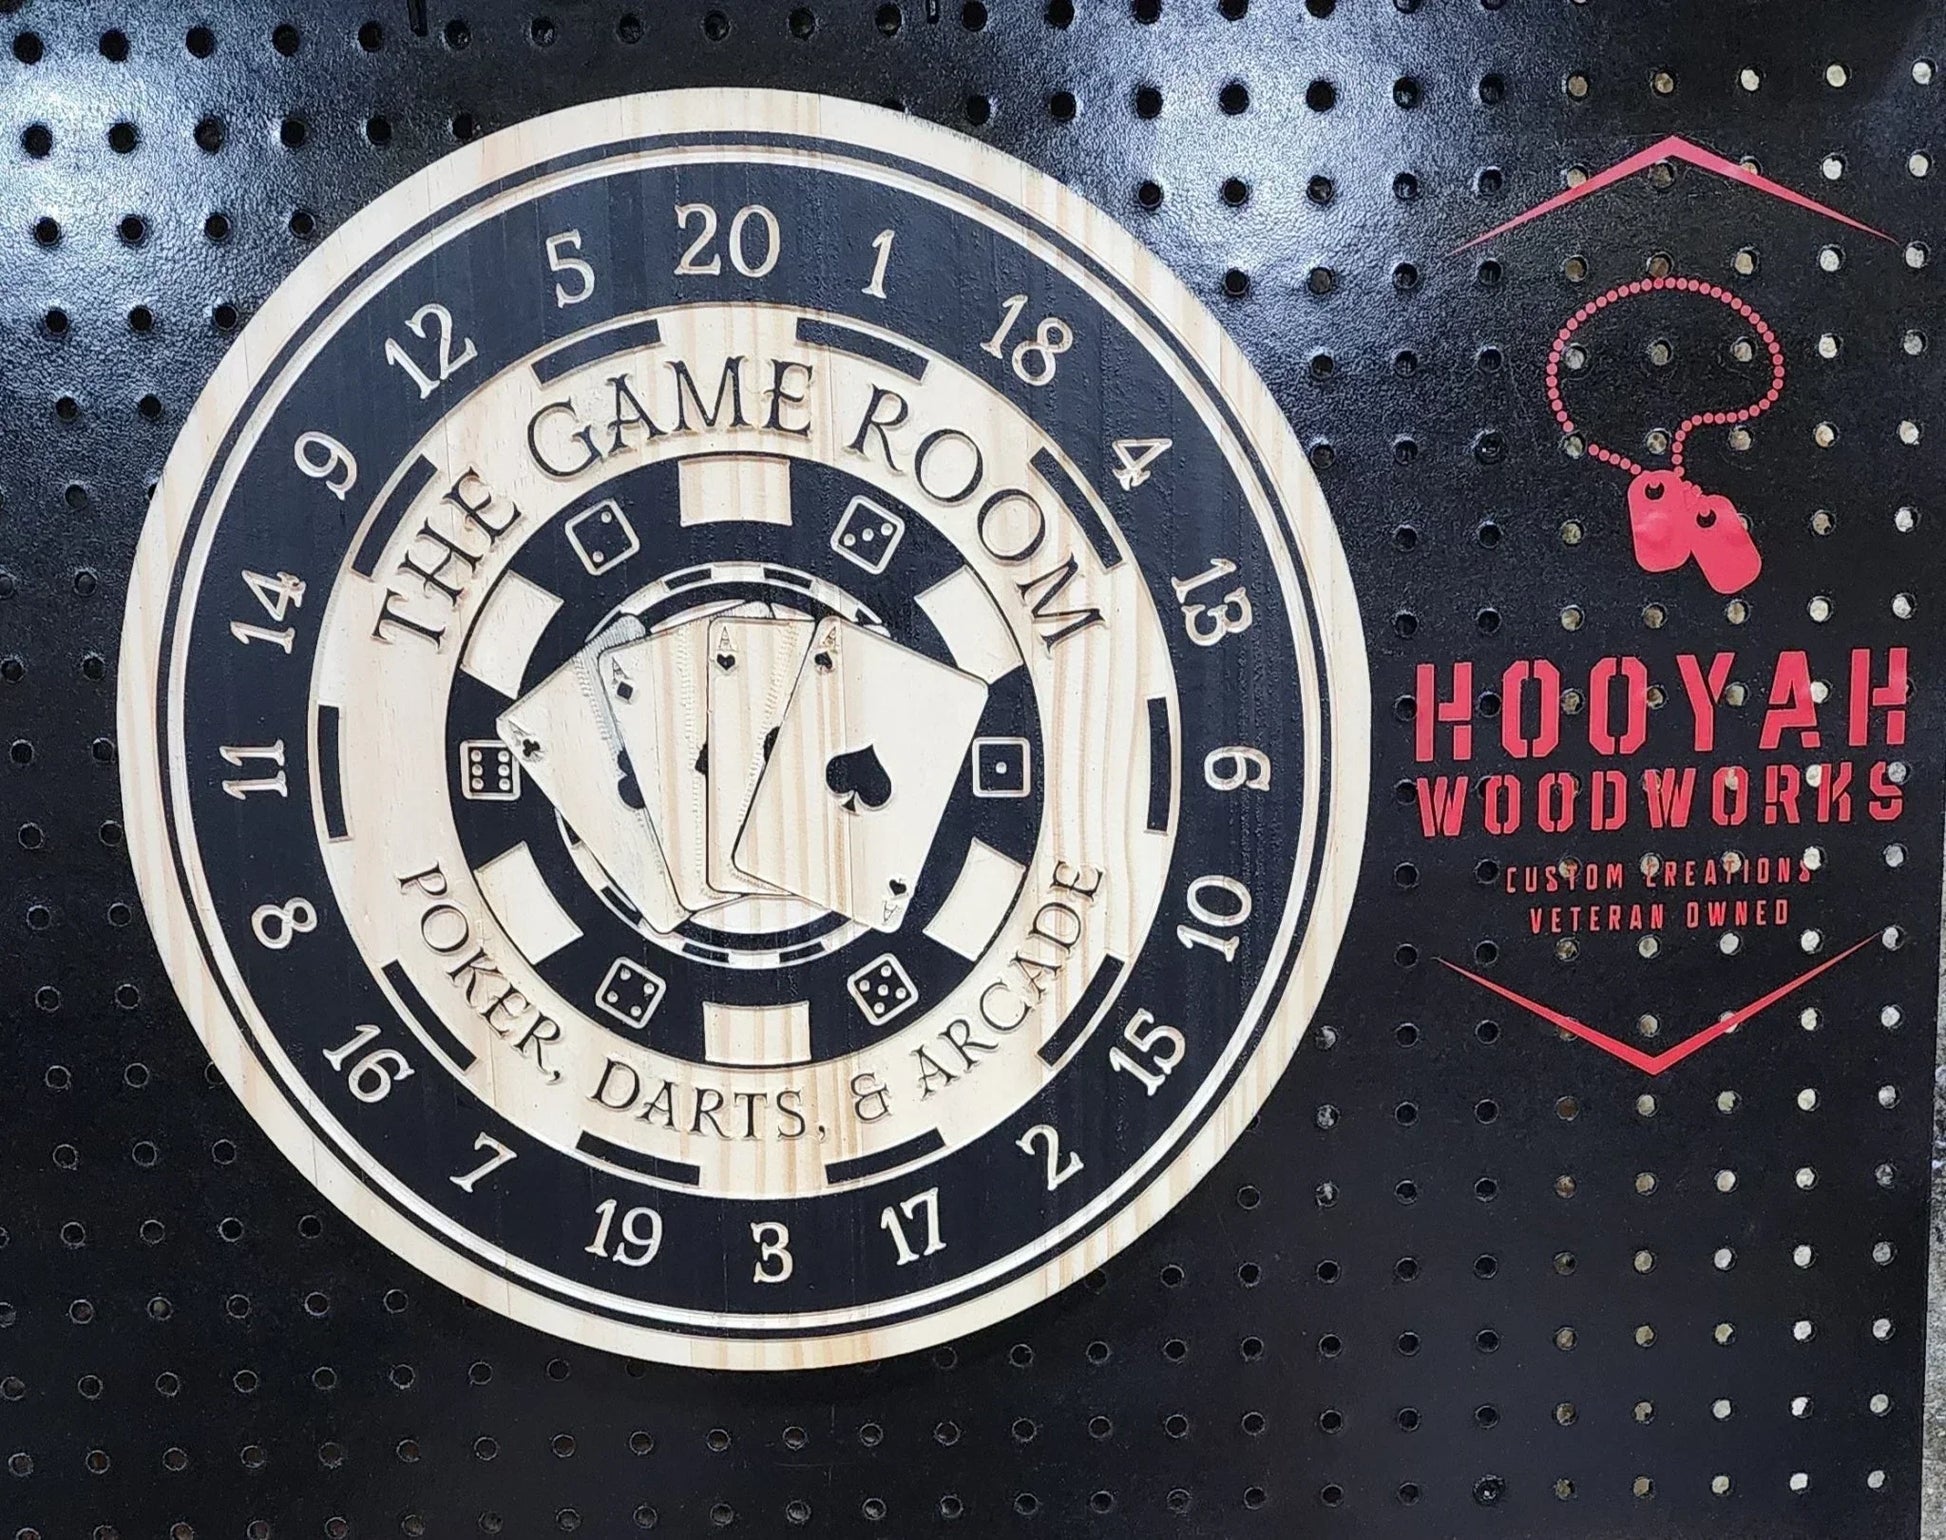 20
1
18
4
13
6
10
15
2
17
3
19
7
16
8
11
14
9
12
5
THE GAME ROOM
POKER, DARTS, & ARCADE
A
A
A
A
A
HOOYAH
WOODWORKS
CUSTOM CREATIONS
VETERAN OWNED